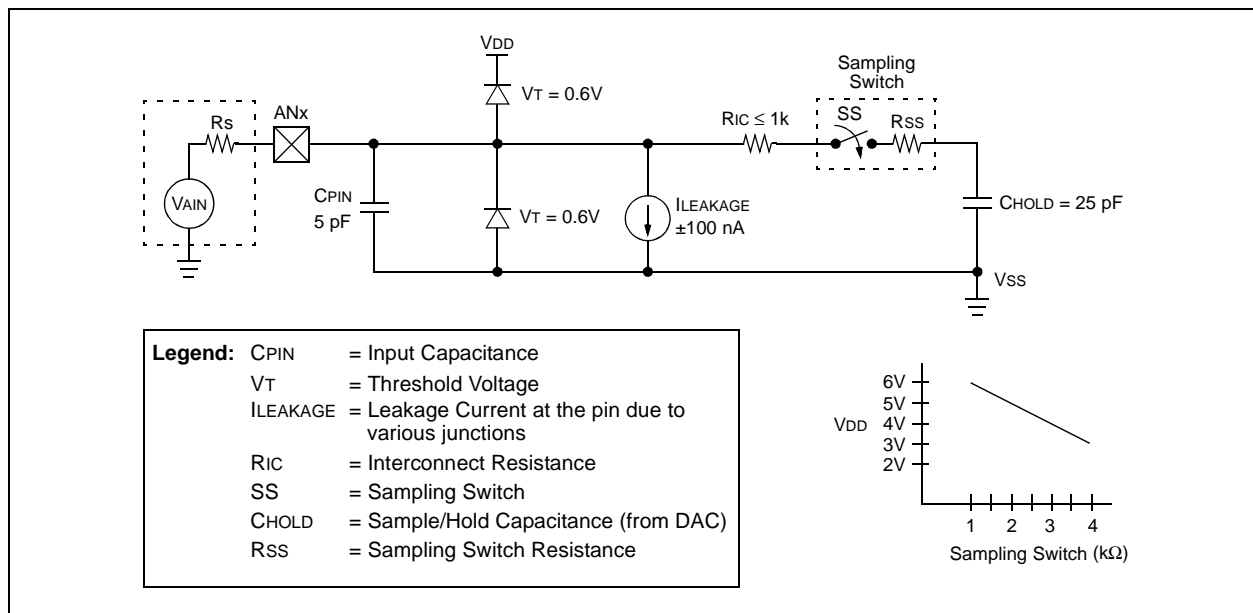 VDD
Sampling
Switch
VT = 0.6V
ANx
RS
RIC ≤ 1k
SS
RSS
VAIN
CPIN
5 pF
VT = 0.6V
ILEAKAGE
±100 nA
CHOLD = 25 pF
VSS
Legend: CPIN = Input Capacitance
VT = Threshold Voltage
ILEAKAGE = Leakage Current at the pin due to
various junctions
RIC = Interconnect Resistance
SS = Sampling Switch
CHOLD = Sample/Hold Capacitance (from DAC)
RSS = Sampling Switch Resistance
6V
5V
VDD 4V
3V
2V
1 2 3 4
Sampling Switch (kΩ)